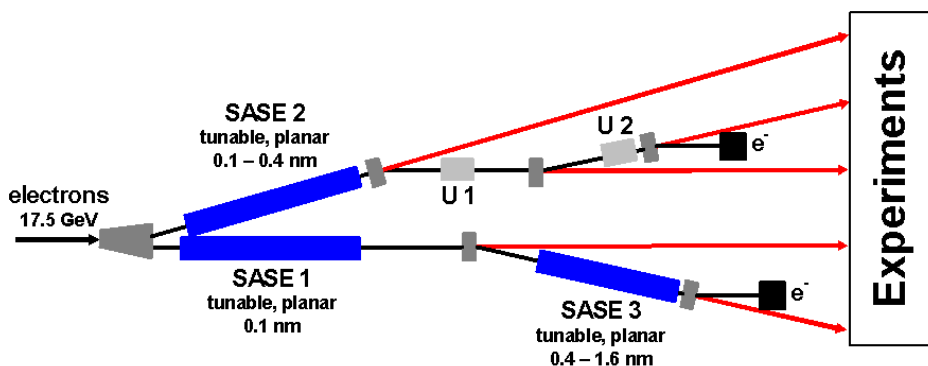 SASE 2
tunable, planar
0.1 – 0.4 nm
U 2
e-
U 1
electrons
17.5 GeV
SASE 1
tunable, planar
0.1 nm
SASE 3
tunable, planar
0.4 – 1.6 nm
e-
Experiments